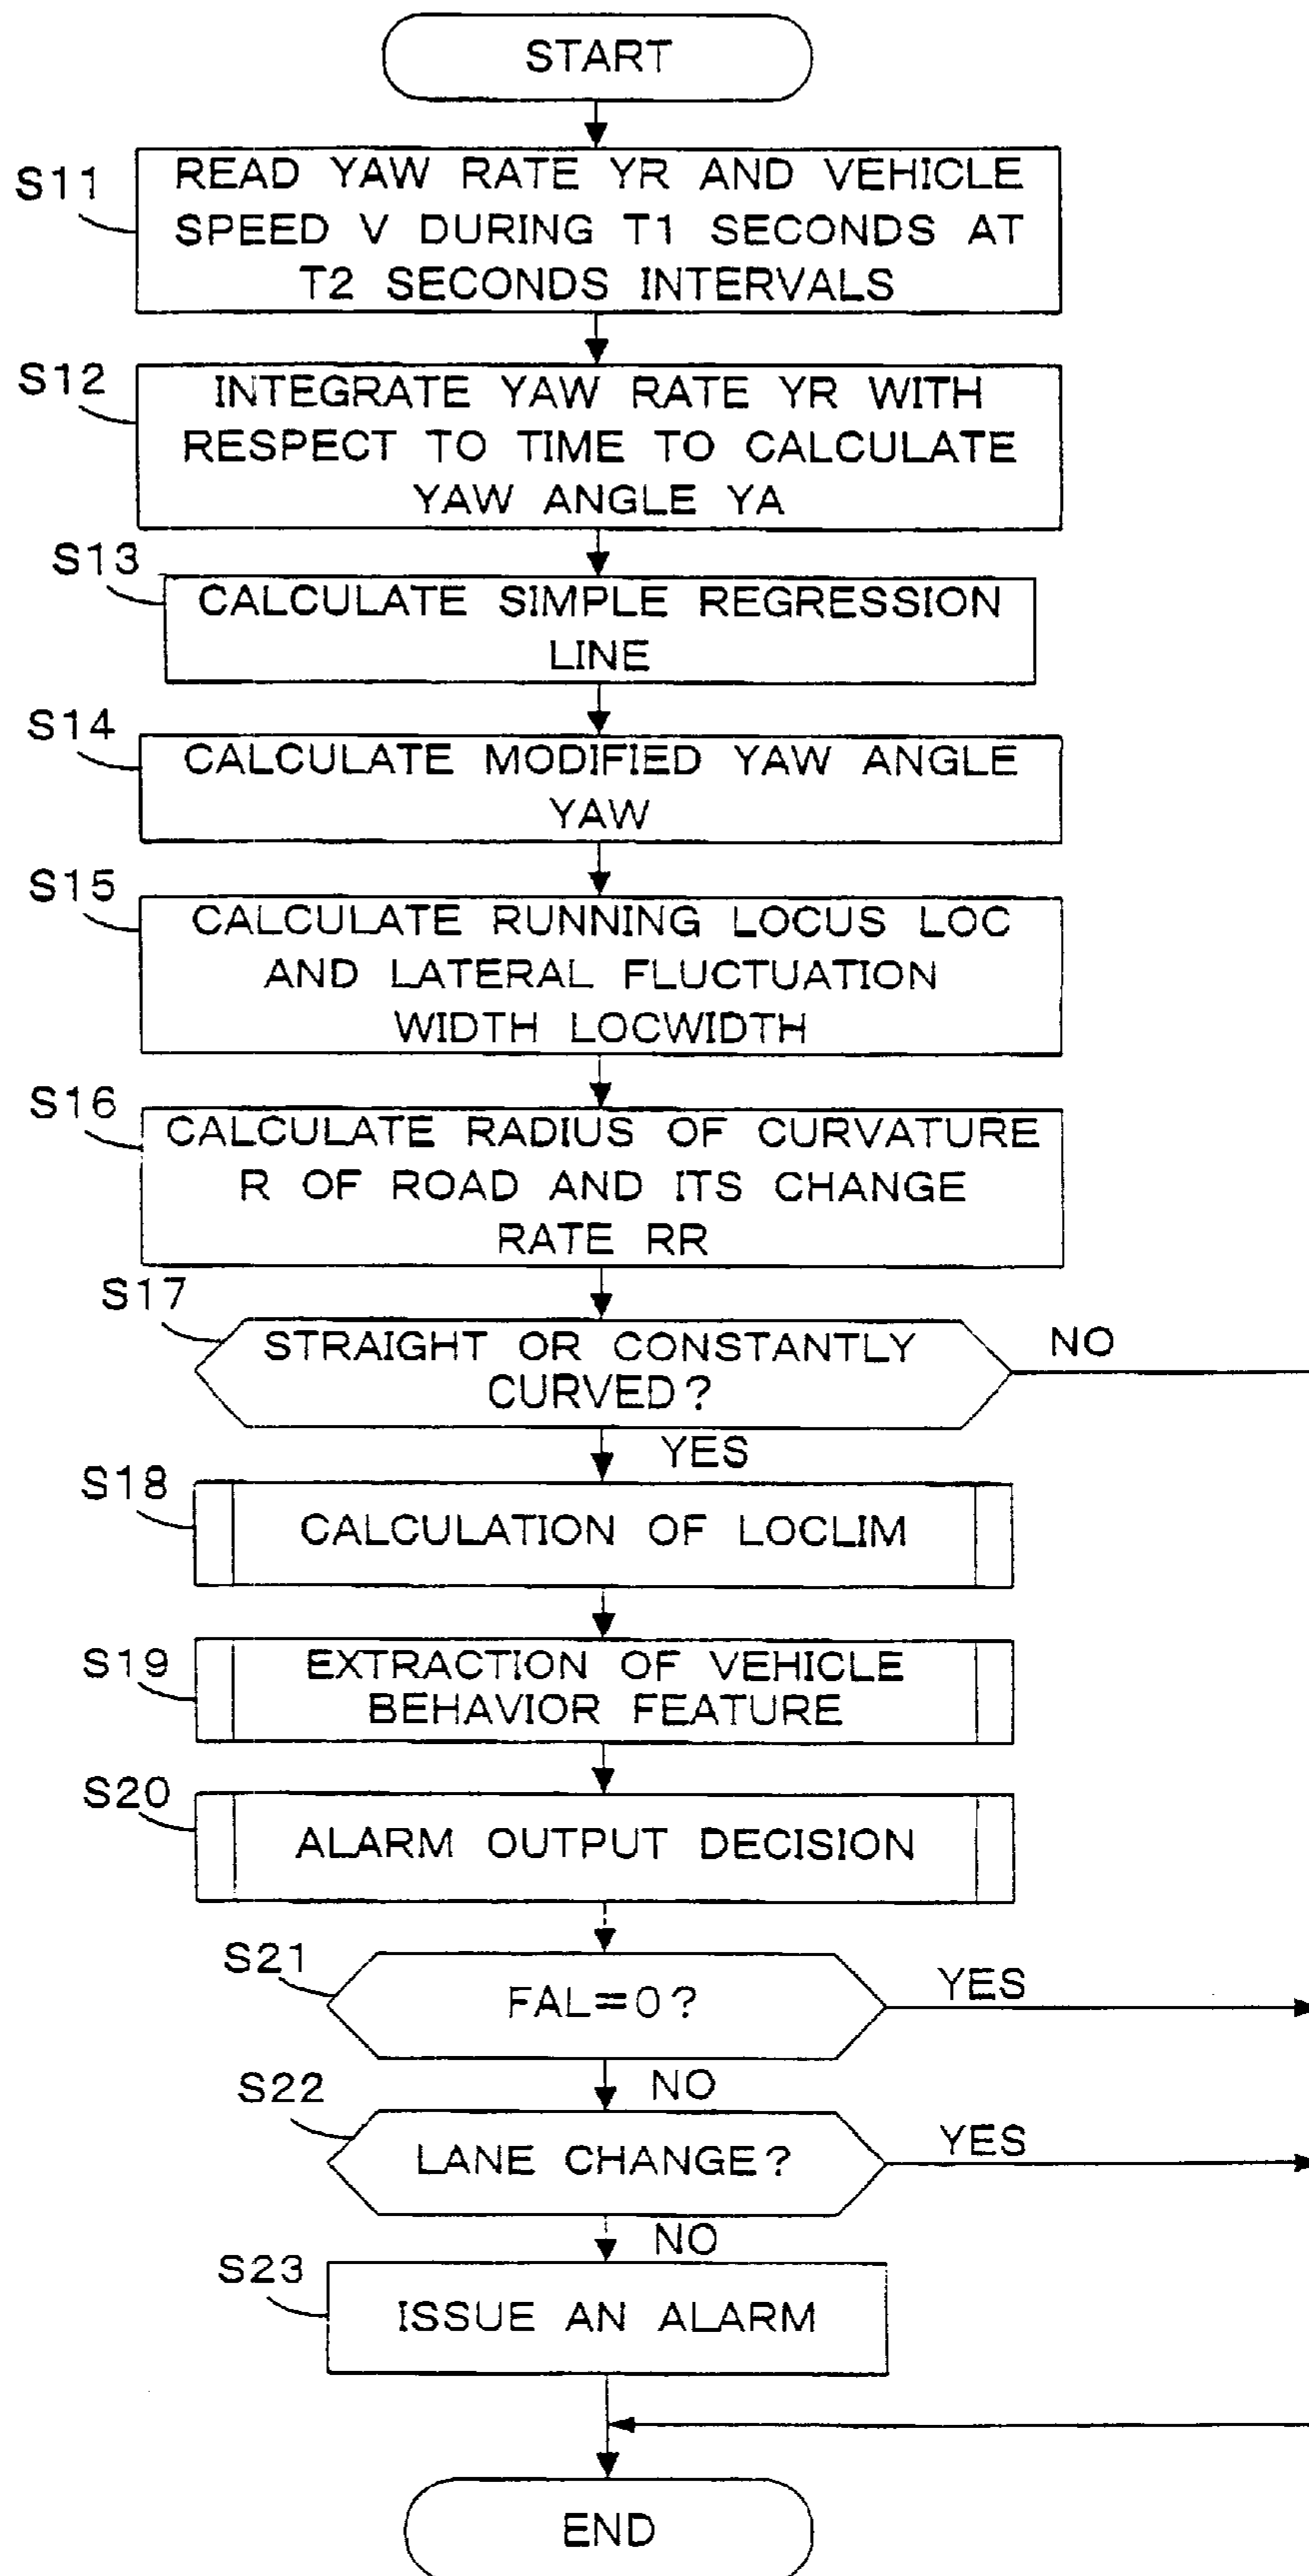 START
S11
READ YAW RATE YR AND VEHICLE
SPEED V DURING T1 SECONDS AT
T2 SECONDS INTERVALS
S12
INTEGRATE YAW RATE YR WITH
RESPECT TO TIME TO CALCULATE
YAW ANGLE YA
S13
CALCULATE SIMPLE REGRESSION
LINE
S14
CALCULATE MODIFIED YAW ANGLE
YAW
S15
CALCULATE RUNNING LOCUS LOC
AND LATERAL FLUCTUATION
WIDTH LOCWIDTH
S16
CALCULATE RADIUS OF CURVATURE
R OF ROAD AND ITS CHANGE
RATE RR
S17
STRAIGHT OR CONSTANTLY
CURVED?
NO
YES
S18
CALCULATION OF LOCLIM
S19
EXTRACTION OF VEHICLE
BEHAVIOR FEATURE
S20
ALARM OUTPUT DECISION
S21
FAL=0?
YES
NO
S22
LANE CHANGE?
YES
NO
S23
ISSUE AN ALARM
END